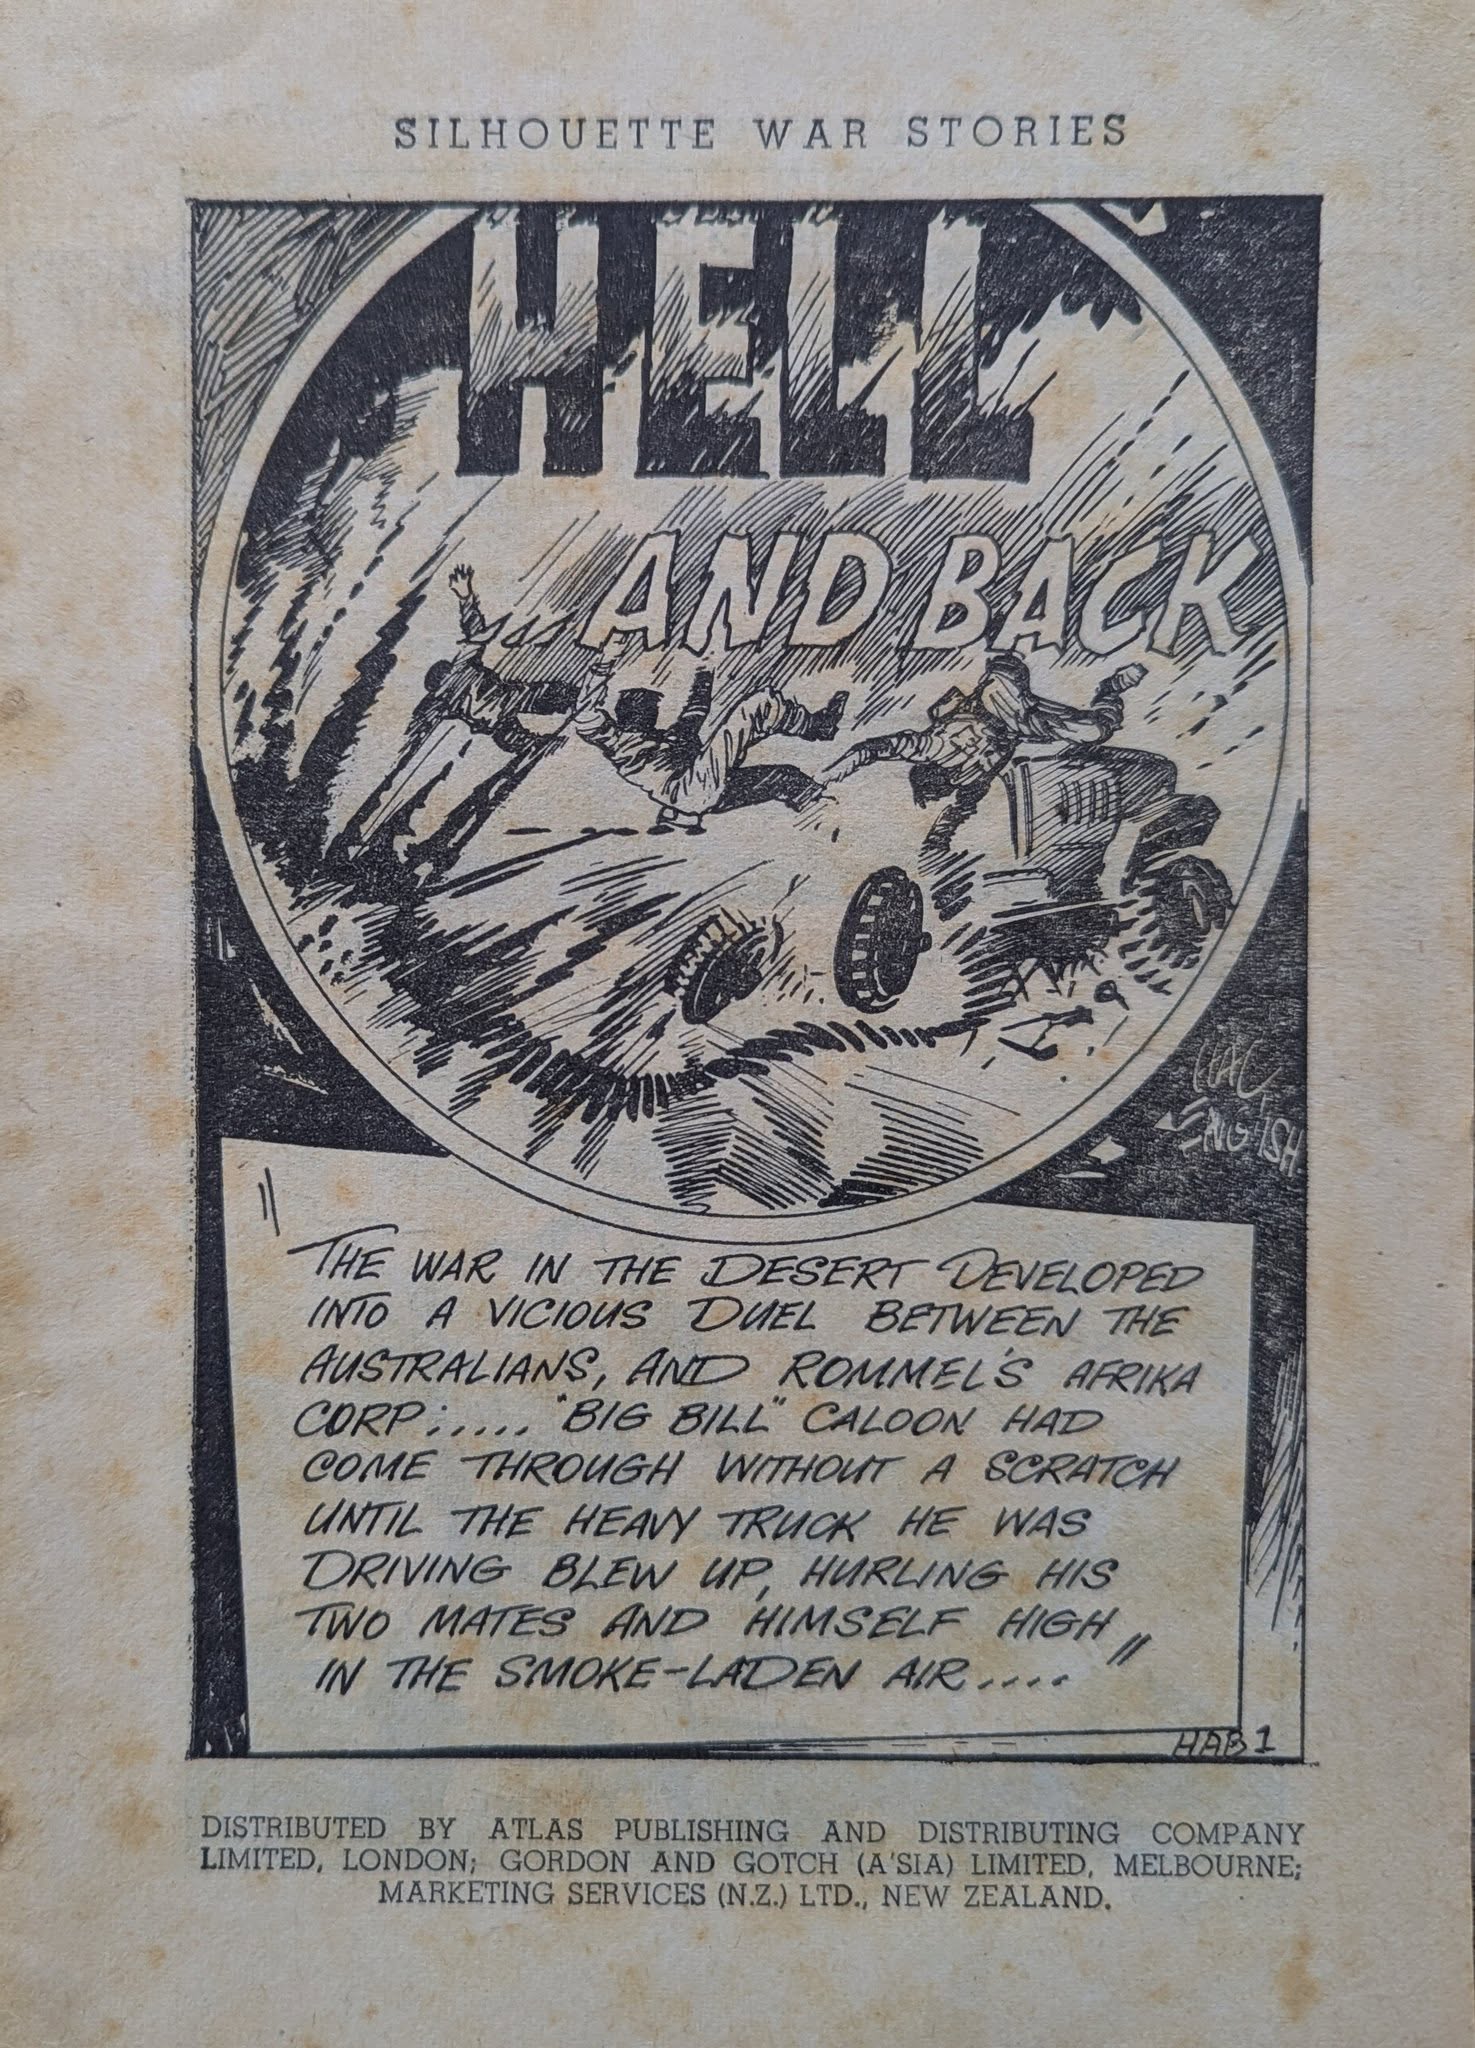 SILHOUETTE WAR STORIES
HELL
AND BACK
HAL
ENGLISH
"THE WAR IN THE DESERT DEVELOPED
INTO A VICIOUS DUEL BETWEEN THE
AUSTRALIANS, AND ROMMEL'S AFRIKA
CORP;..... "BIG BILL" CALOON HAD
COME THROUGH WITHOUT A SCRATCH
UNTIL THE HEAVY TRUCK HE WAS
DRIVING BLEW UP, HURLING HIS
TWO MATES AND HIMSELF HIGH
IN THE SMOKE-LADEN AIR...."
HAB 1
DISTRIBUTED BY ATLAS PUBLISHING AND DISTRIBUTING COMPANY
LIMITED, LONDON; GORDON AND GOTCH (A'SIA) LIMITED, MELBOURNE;
MARKETING SERVICES (N.Z.) LTD., NEW ZEALAND.